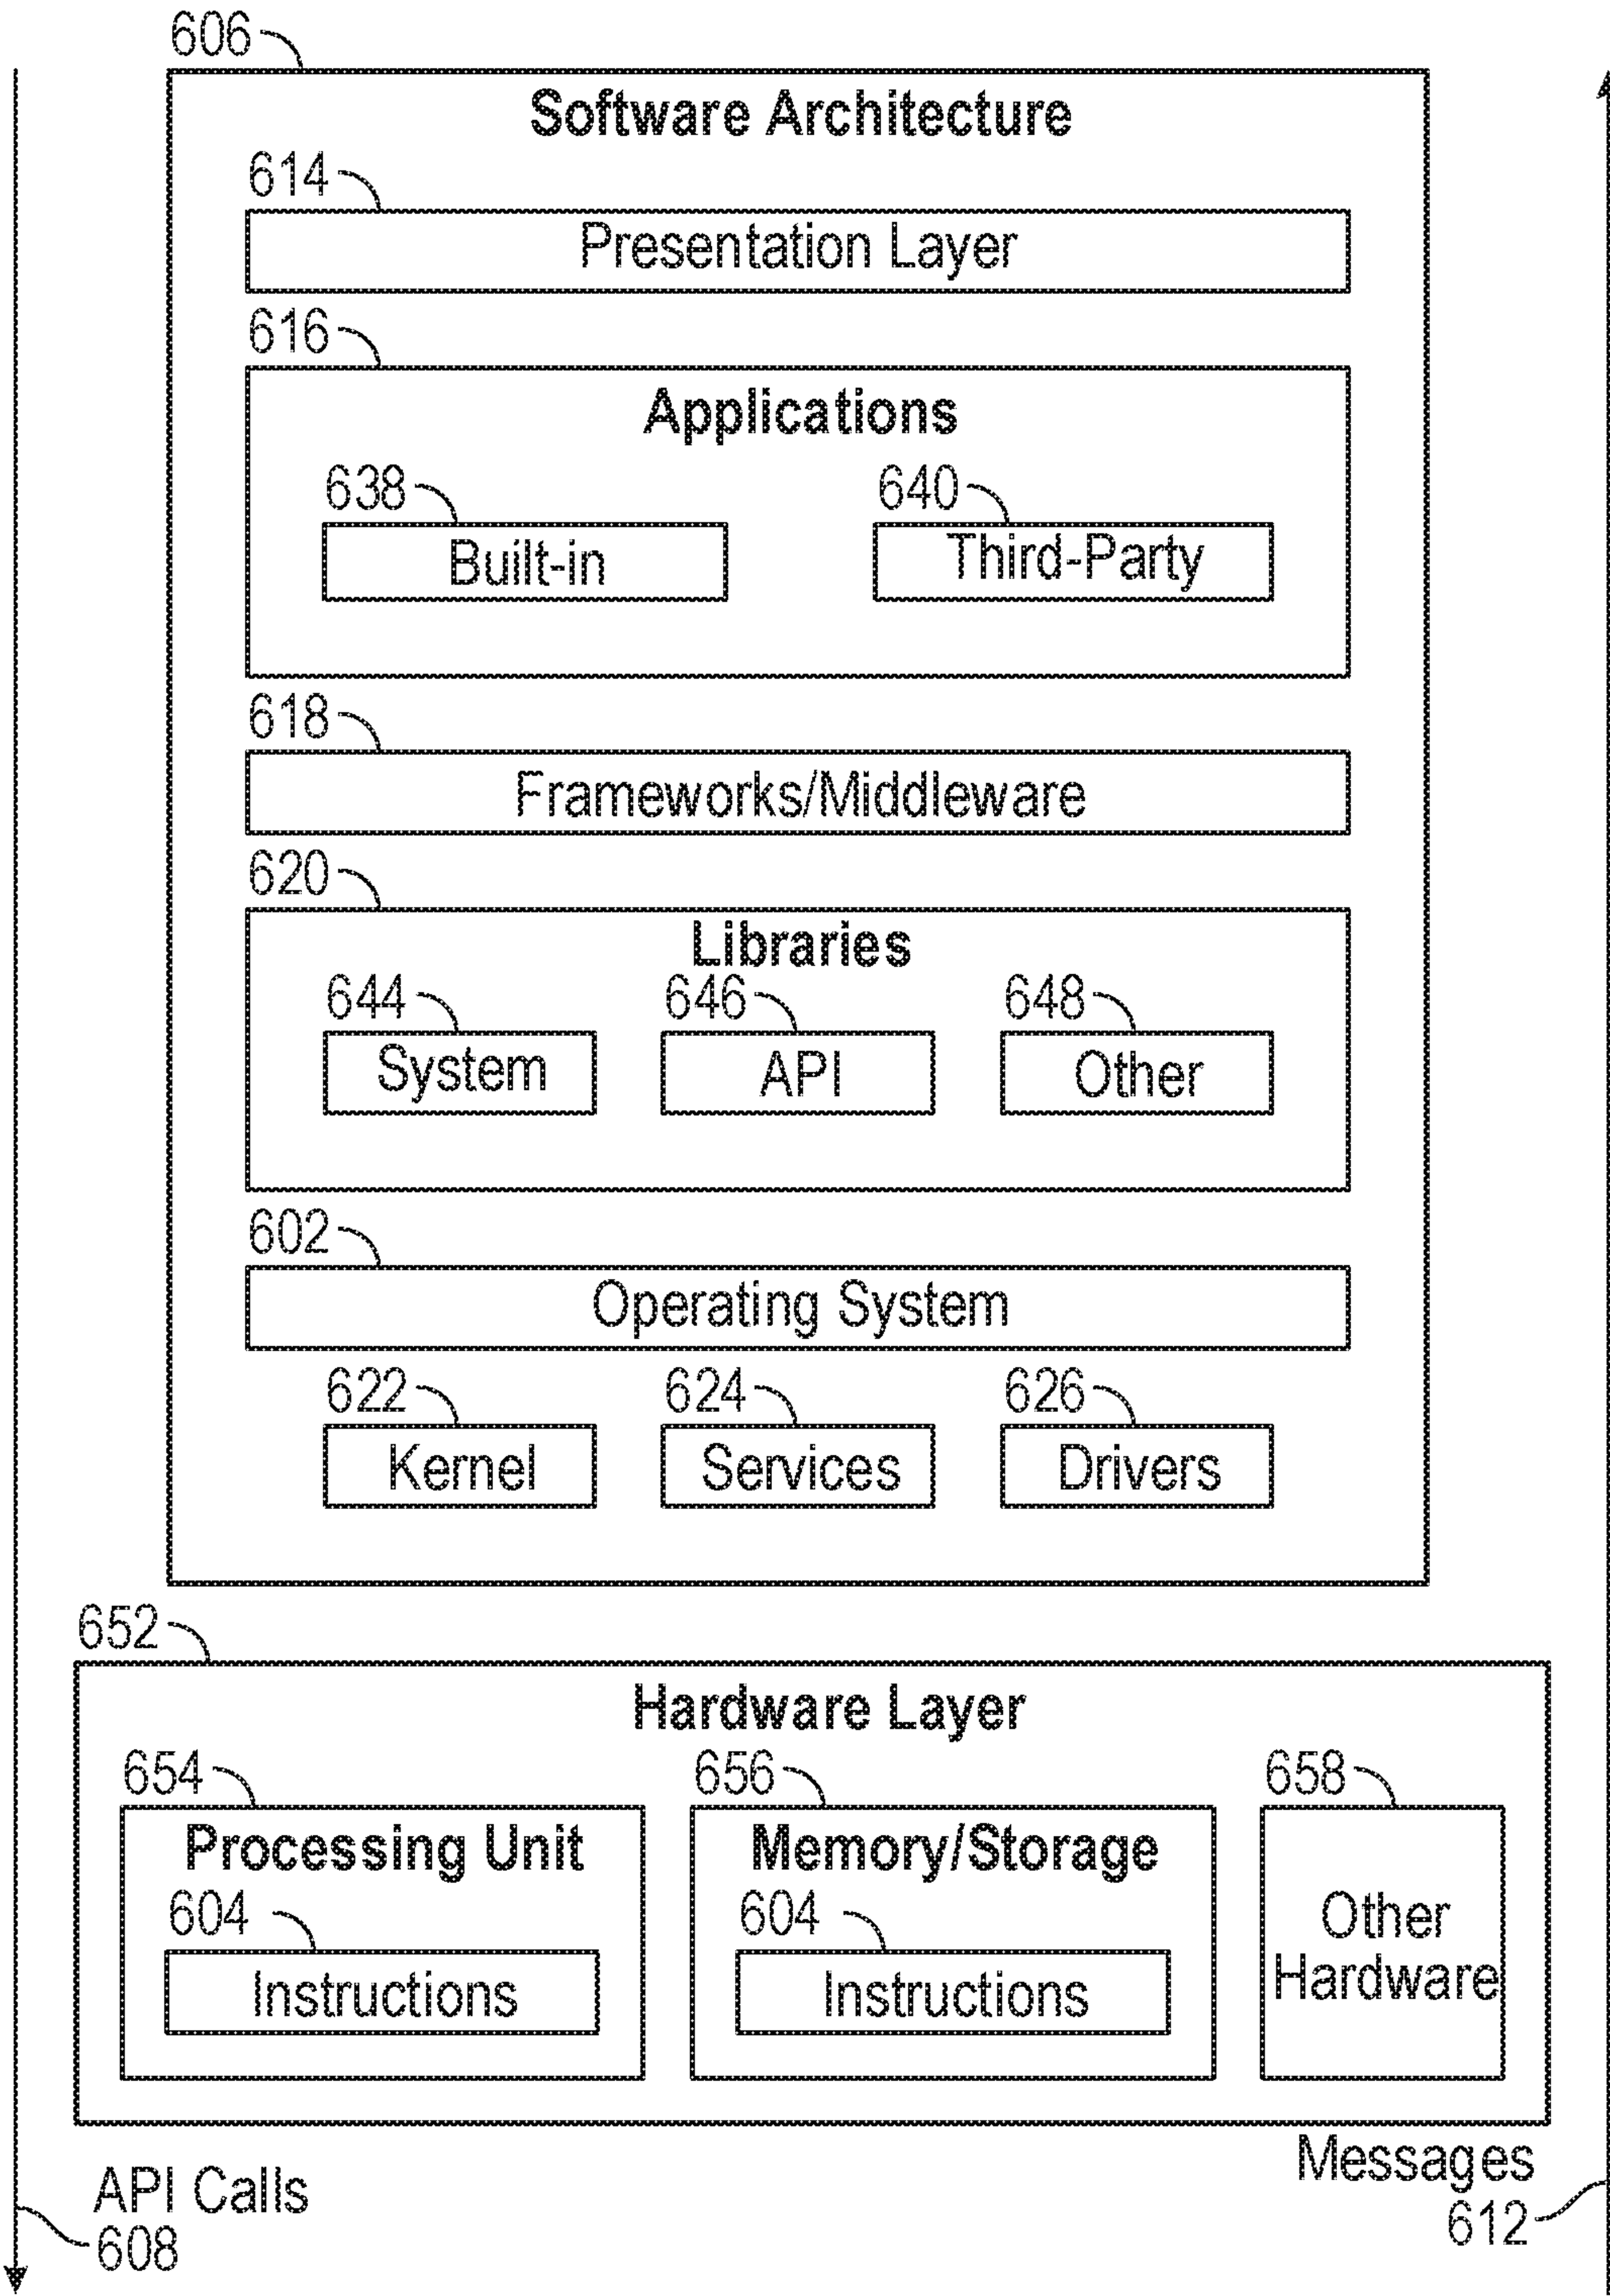 606
Software Architecture
614
Presentation Layer
616
Applications
638 640
Built-in Third-Party
618
Frameworks/Middleware
620
Libraries
644 646 648
System API Other
602
Operating System
622 624 626
Kernel Services Drivers
652
Hardware Layer
654 656 658
Processing Unit Memory/Storage
604 604
Other
Instructions Instructions Hardware
Messages
API Calls
608 612